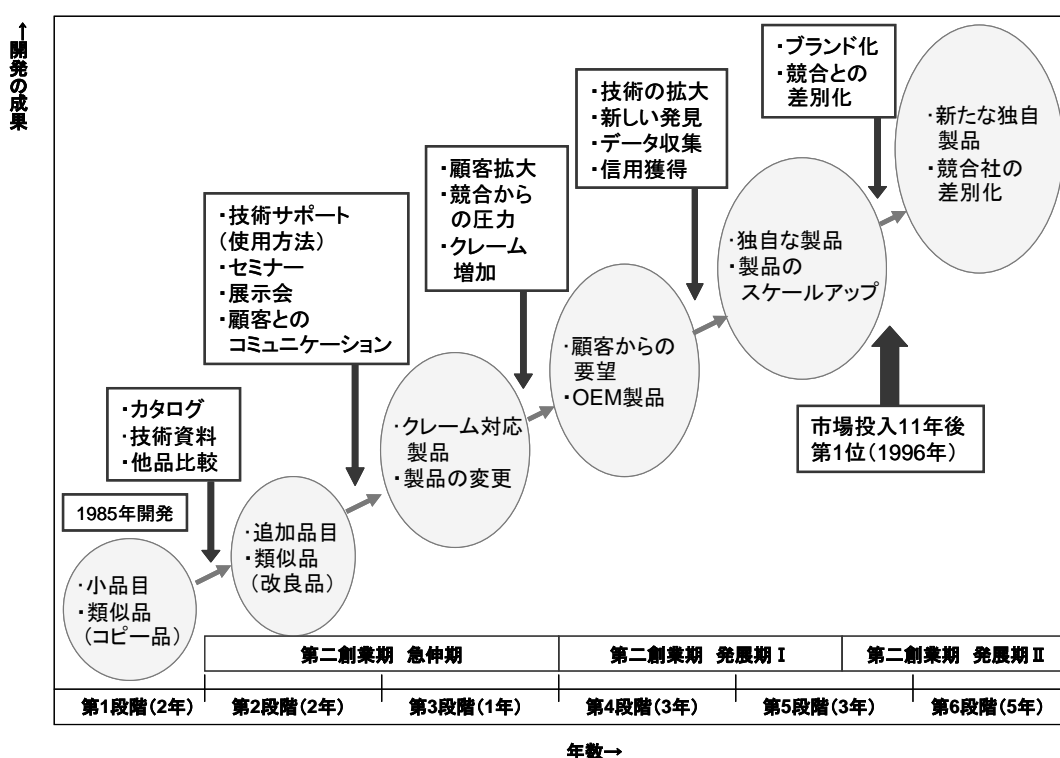 ↑開発の成果
・ブランド化
・競合との
差別化
・新たな独自
製品
・競合社の
差別化
・技術の拡大
・新しい発見
・データ収集
・信用獲得
・顧客拡大
・競合から
の圧力
・クレーム
増加
・技術サポート
(使用方法)
・セミナー
・展示会
・顧客との
コミュニケーション
・独自な製品
・製品の
スケールアップ
・顧客からの
要望
・OEM製品
・カタログ
・技術資料
・他品比較
・クレーム対応
製品
・製品の変更
市場投入11年後
第1位(1996年)
1985年開発
・追加品目
・類似品
(改良品)
・小品目
・類似品
(コピー品)
第二創業期 急伸期
第二創業期 発展期Ⅰ
第二創業期 発展期Ⅱ
第1段階(2年)
第2段階(2年)
第3段階(1年)
第4段階(3年)
第5段階(3年)
第6段階(5年)
年数→